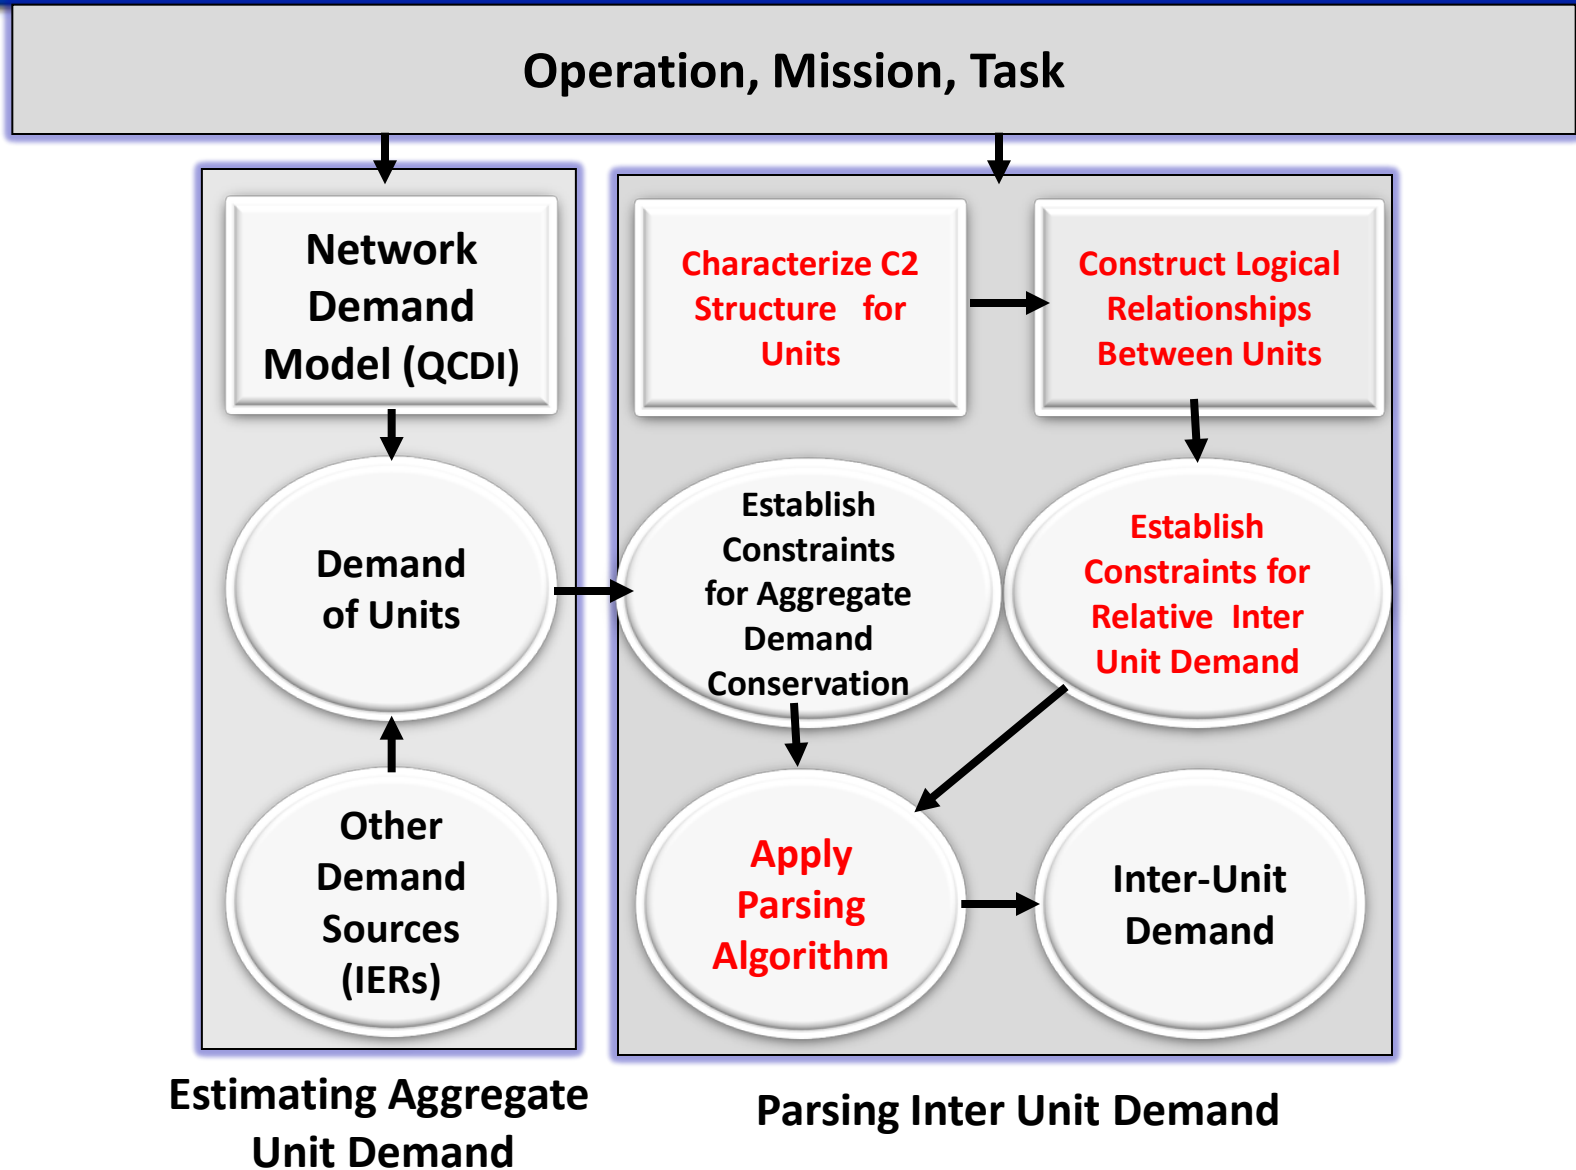 Operation, Mission, Task
Network
Demand
Model (QCDI)
Demand
of Units
Other
Demand
Sources
(IERs)
Estimating Aggregate
Unit Demand
Characterize C2
Structure for
Units
Construct Logical
Relationships
Between Units
Establish
Constraints
for Aggregate
Demand
Conservation
Establish
Constraints for
Relative Inter
Unit Demand
Apply
Parsing
Algorithm
Inter-Unit
Demand
Parsing Inter Unit Demand